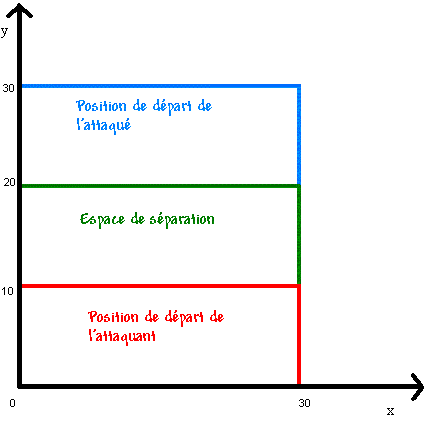 y
30
Position de départ de
l'attaqué
20
Espace de séparation
10
Position de départ de
l'attaquant
0
30
x